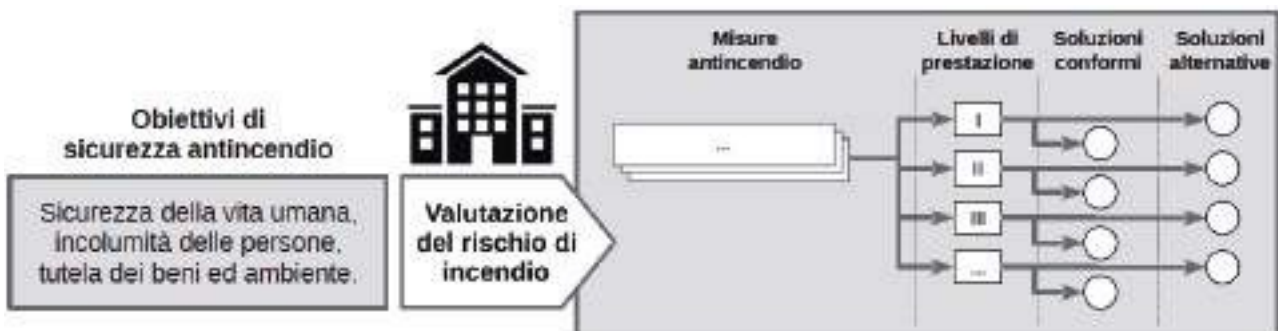 Obiettivi di
sicurezza antincendio
Sicurezza della vita umana,
incolumità delle persone,
tutela dei beni ed ambiente.
Valutazione
del rischio di
incendio
Misure
antincendio
...
Livelli di
prestazione
I
II
III
...
Soluzioni
conformi
Soluzioni
alternative